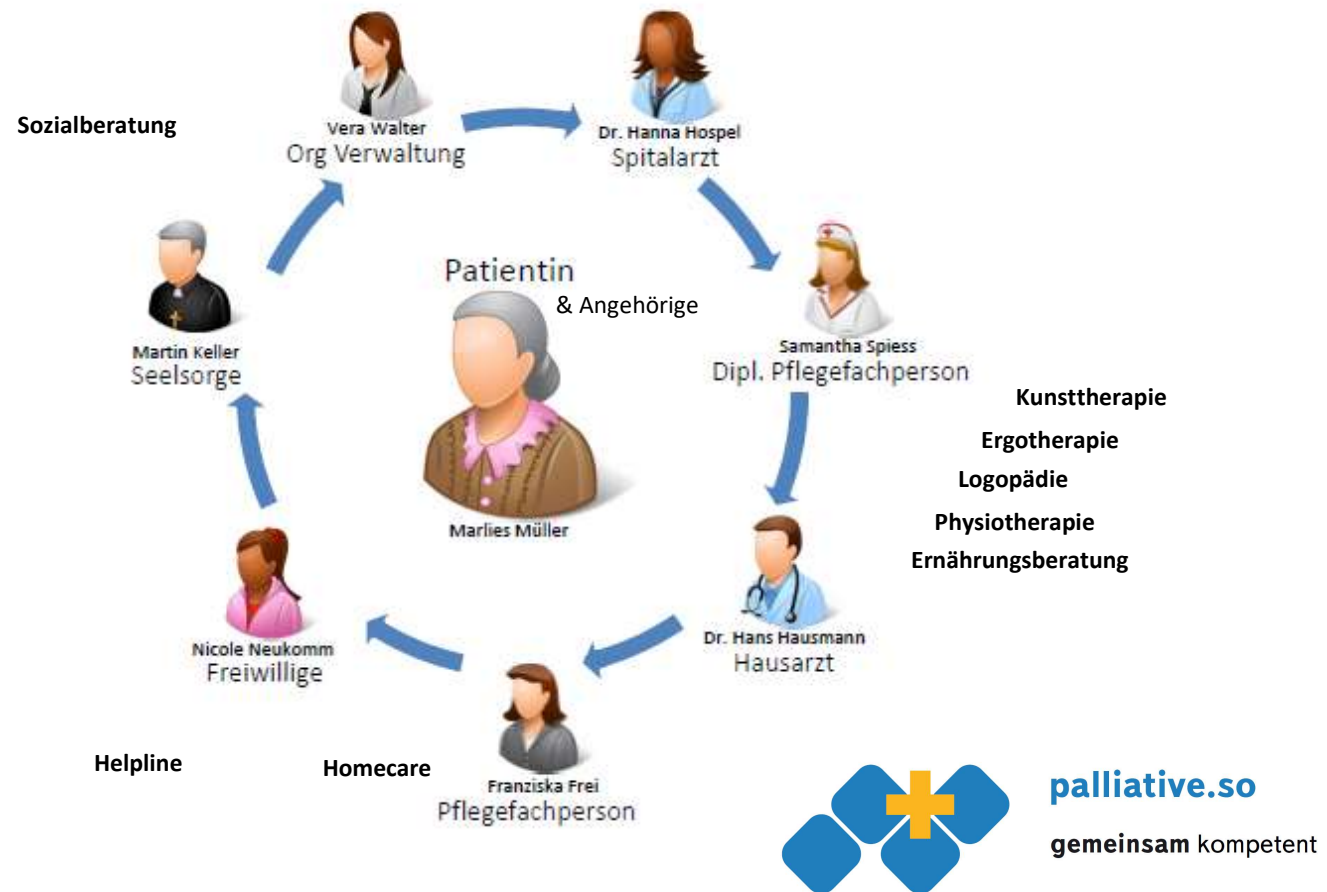 Sozialberatung
Vera Walter
Org Verwaltung
Dr. Hanna Hospel
Spitalarzt
Patientin
& Angehörige
Marlies Müller
Martin Keller
Seelsorge
Samantha Spiess
Dipl. Pflegefachperson
Kunsttherapie
Ergotherapie
Logopädie
Physiotherapie
Ernährungsberatung
Dr. Hans Hausmann
Hausarzt
Nicole Neukomm
Freiwillige
Helpline
Homecare
Franziska Frei
Pflegefachperson
palliative.so
gemeinsam kompetent